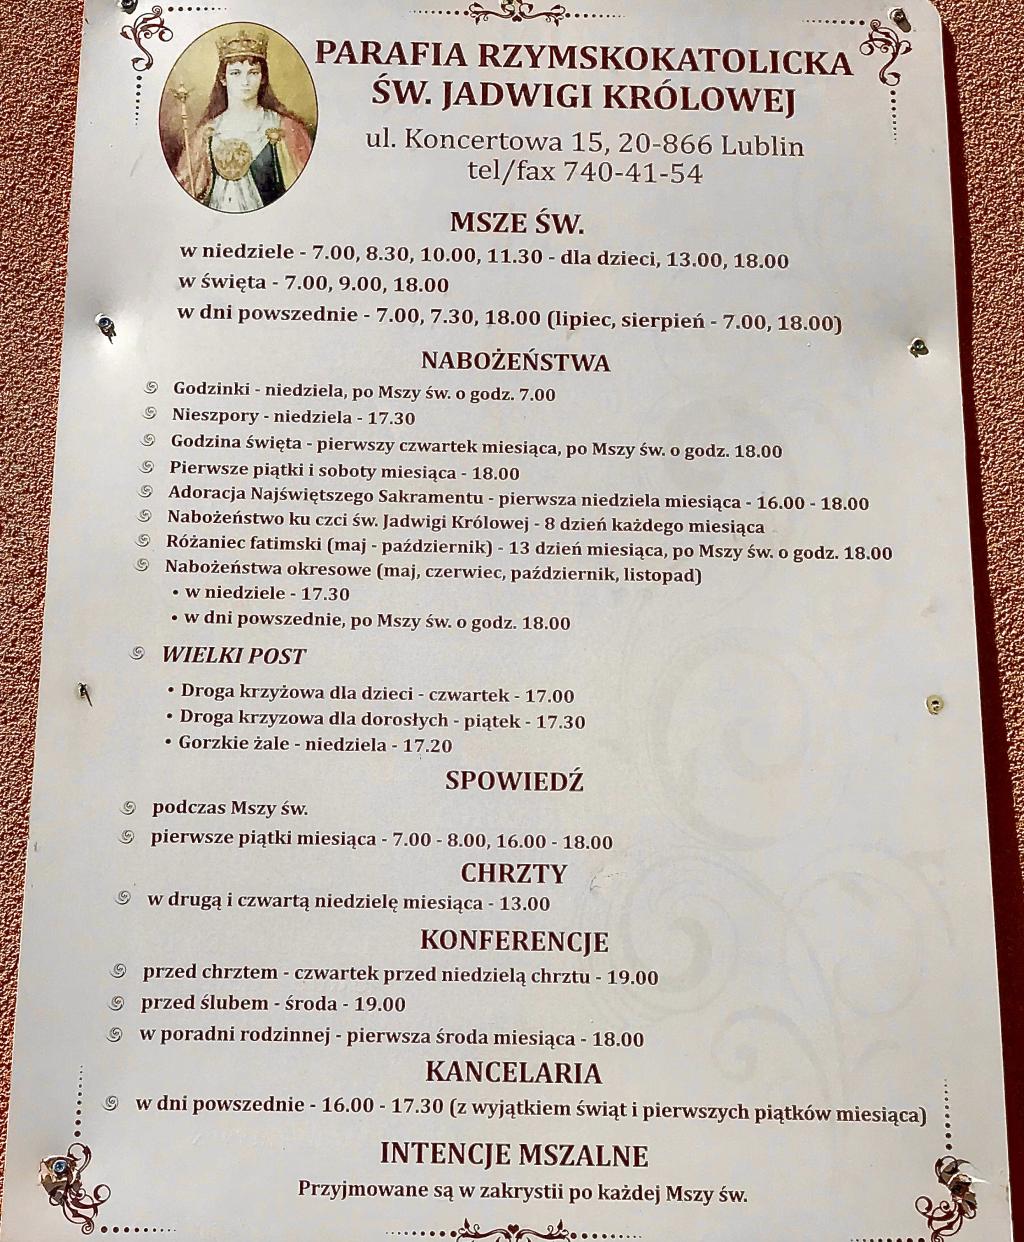 PARAFIA RZYMSKOKATOLICKA
ŚW. JADWIGI KRÓLOWEJ
ul. Koncertowa 15, 20-866 Lublin
tel/fax 740-41-54
MSZE ŚW.
w niedziele - 7.00, 8.30, 10.00, 11.30 - dla dzieci, 13.00, 18.00
w święta - 7.00, 9.00, 18.00
w dni powszednie - 7.00, 7.30, 18.00 (lipiec, sierpień - 7.00, 18.00)
NABOŻEŃSTWA
Godzinki - niedziela, po Mszy św. o godz. 7.00
Nieszpory - niedziela - 17.30
Godzina święta - pierwszy czwartek miesiąca, po Mszy św. o godz. 18.00
Pierwsze piątki i soboty miesiąca - 18.00
Adoracja Najświętszego Sakramentu - pierwsza niedziela miesiąca - 16.00 - 18.00
Nabożeństwo ku czci św. Jadwigi Królowej - 8 dzień każdego miesiąca
Różaniec fatimski (maj - październik) - 13 dzień miesiąca, po Mszy św. o godz. 18.00
Nabożeństwa okresowe (maj, czerwiec, październik, listopad)
• w niedziele - 17.30
• w dni powszednie, po Mszy św. o godz. 18.00
WIELKI POST
• Droga krzyżowa dla dzieci - czwartek - 17.00
• Droga krzyzowa dla dorosłych - piątek - 17.30
• Gorzkie żale - niedziela - 17.20
SPOWIEDŹ
podczas Mszy św.
pierwsze piątki miesiąca - 7.00 - 8.00, 16.00 - 18.00
CHRZTY
w drugą i czwartą niedzielę miesiąca - 13.00
KONFERENCJE
przed chrztem - czwartek przed niedzielą chrztu - 19.00
przed ślubem - środa - 19.00
w poradni rodzinnej - pierwsza środa miesiąca - 18.00
KANCELARIA
w dni powszednie - 16.00 - 17.30 (z wyjątkiem świąt i pierwszych piątków miesiąca)
INTENCJE MSZALNE
Przyjmowane są w zakrystii po każdej Mszy św.